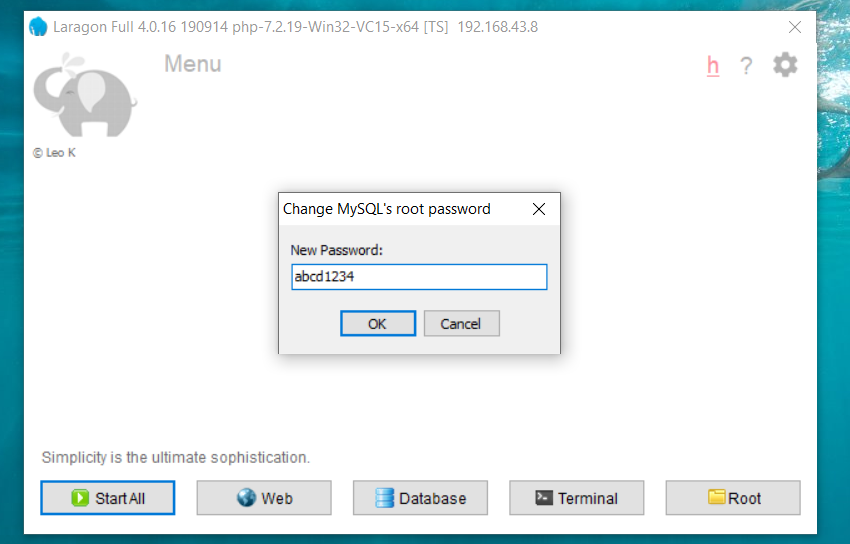 Laragon Full 4.0.16 190914 php-7.2.19-Win32-VC15-x64 [TS] 192.168.43.8
Menu
h ?
© Leo K
Change MySQL's root password
New Password:
abcd1234
OK Cancel
Simplicity is the ultimate sophistication.
Start All Web Database Terminal Root